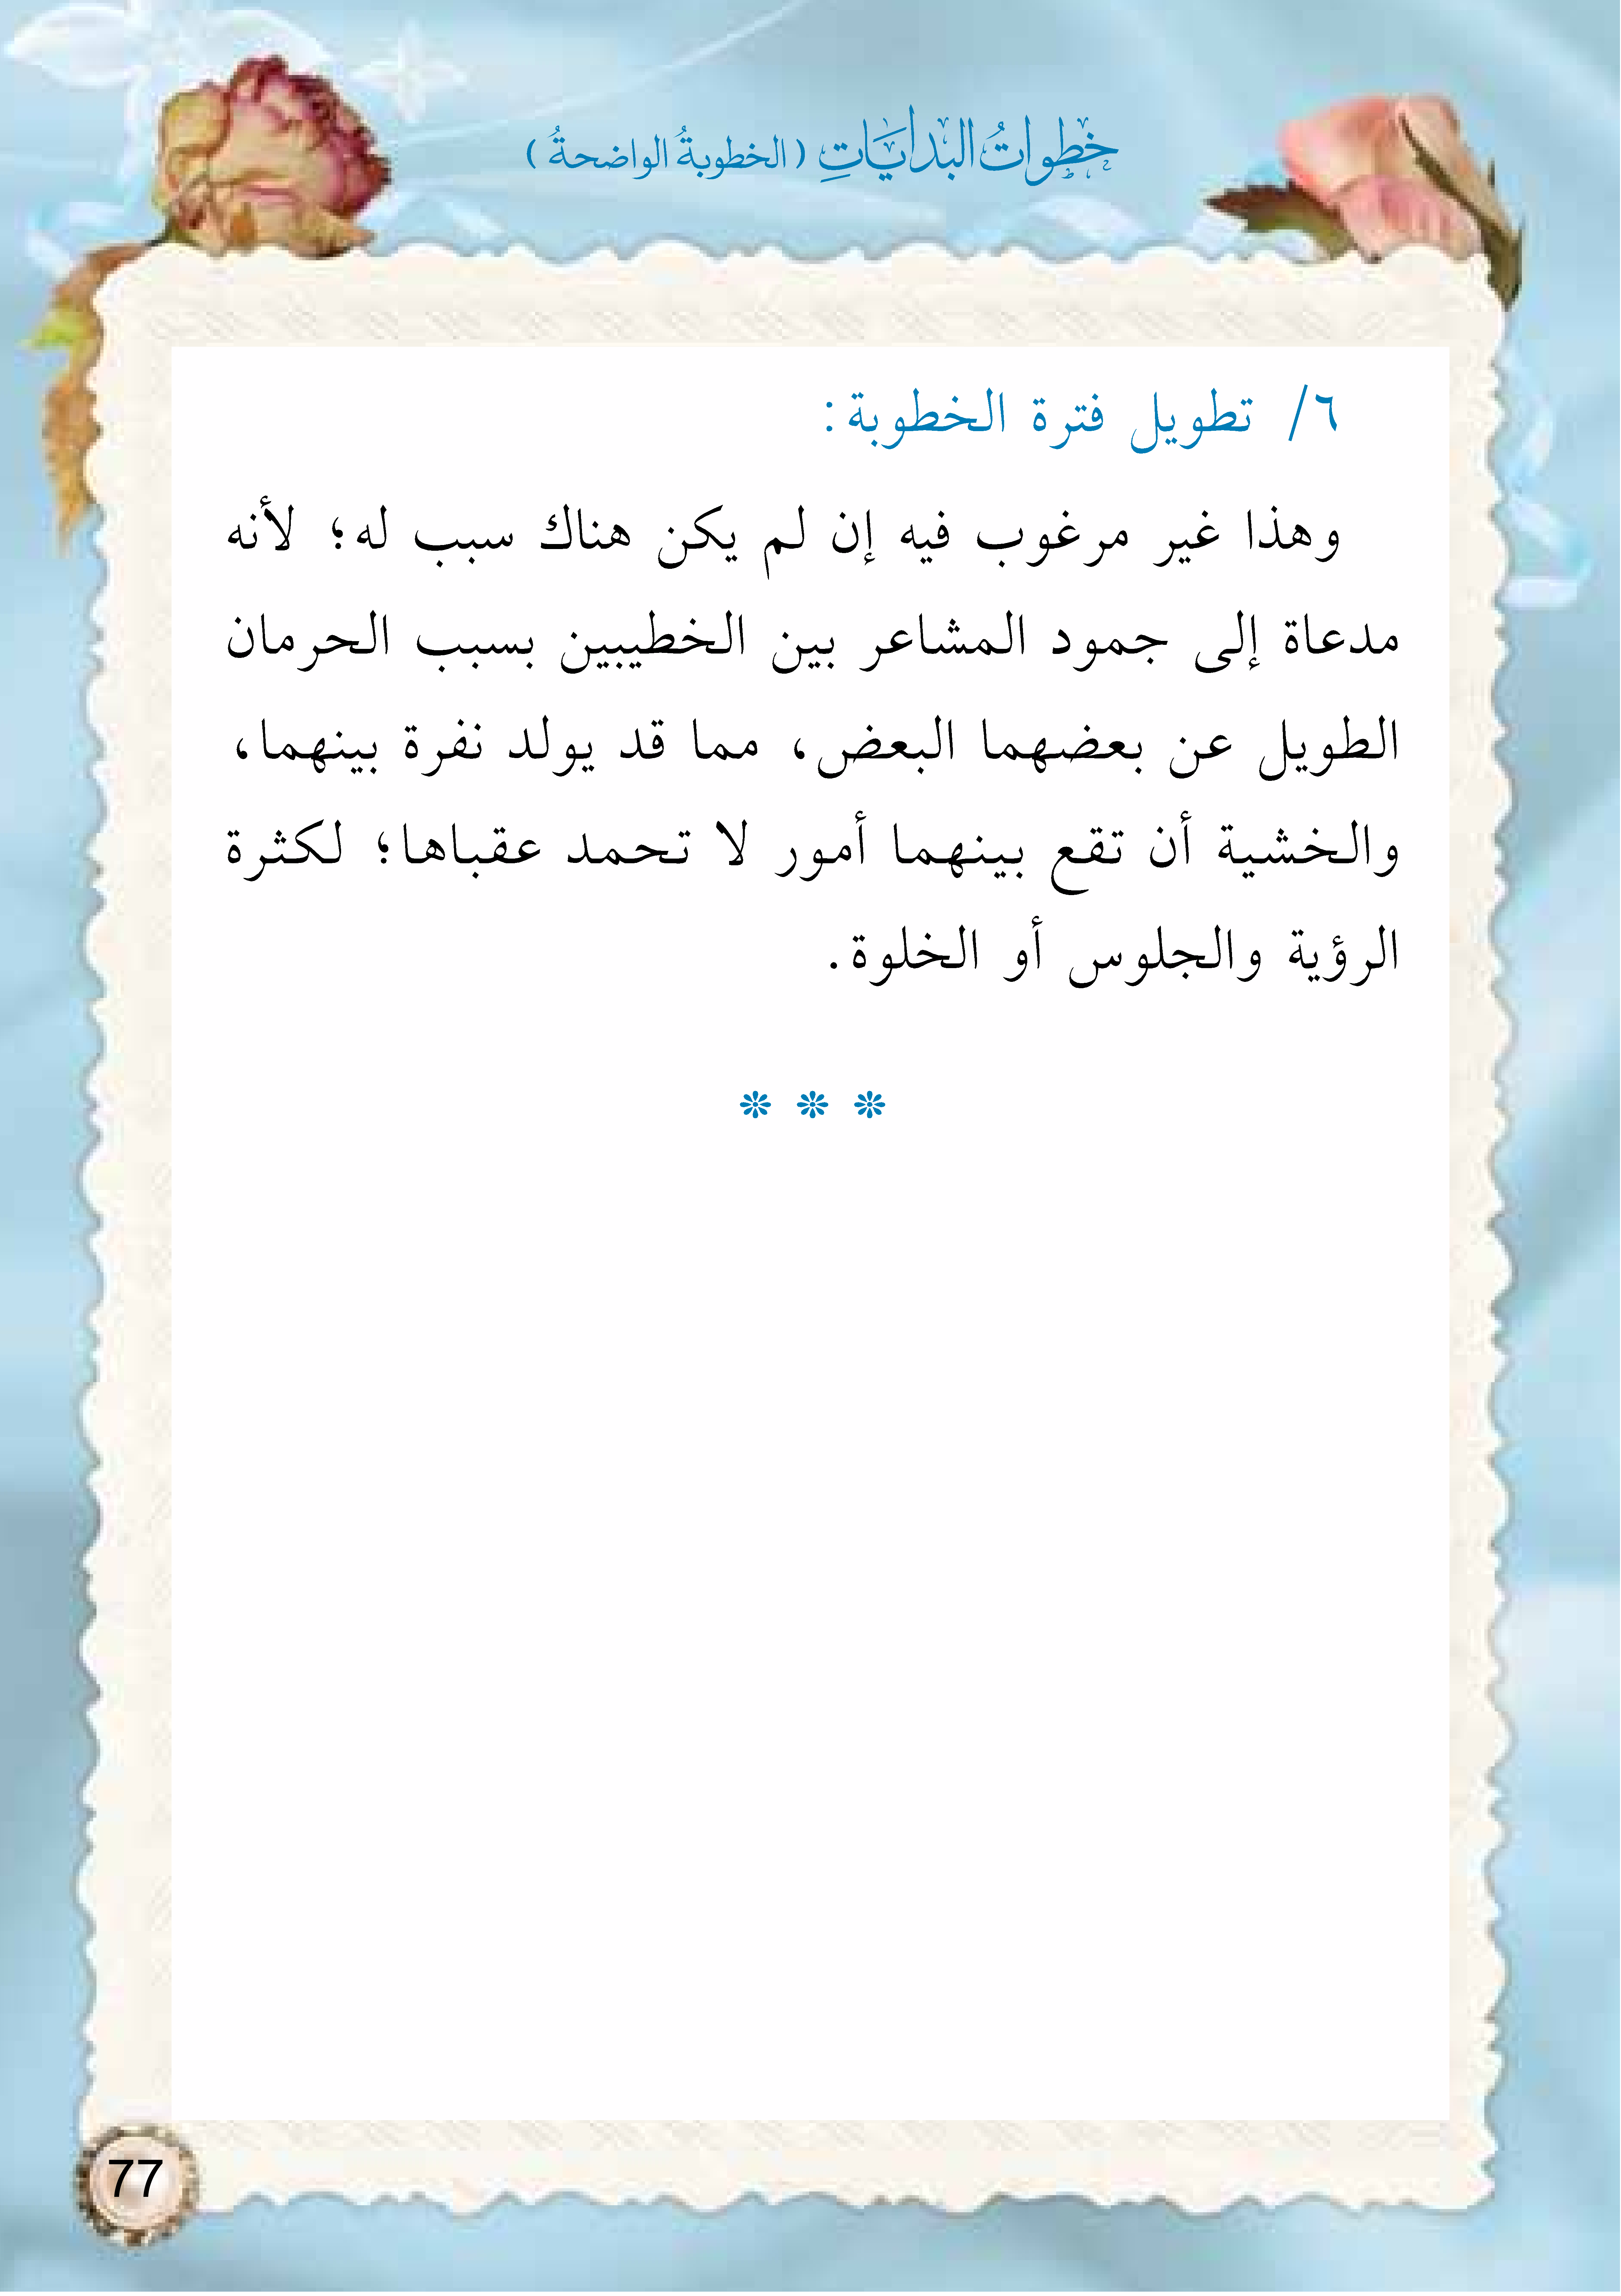 خطواتُ البدايَاتِ ( الخطوبةُ الواضحةُ )
٦/ تطويل فترة الخطوبة:
وهذا غير مرغوب فيه إن لم يكن هناك سبب له؛ لأنه
مدعاة إلى جمود المشاعر بين الخطيبين بسبب الحرمان
الطويل عن بعضهما البعض، مما قد يولد نفرة بينهما،
والخشية أن تقع بينهما أمور لا تحمد عقباها؛ لكثرة
الرؤية والجلوس أو الخلوة.
❊ ❊ ❊
77